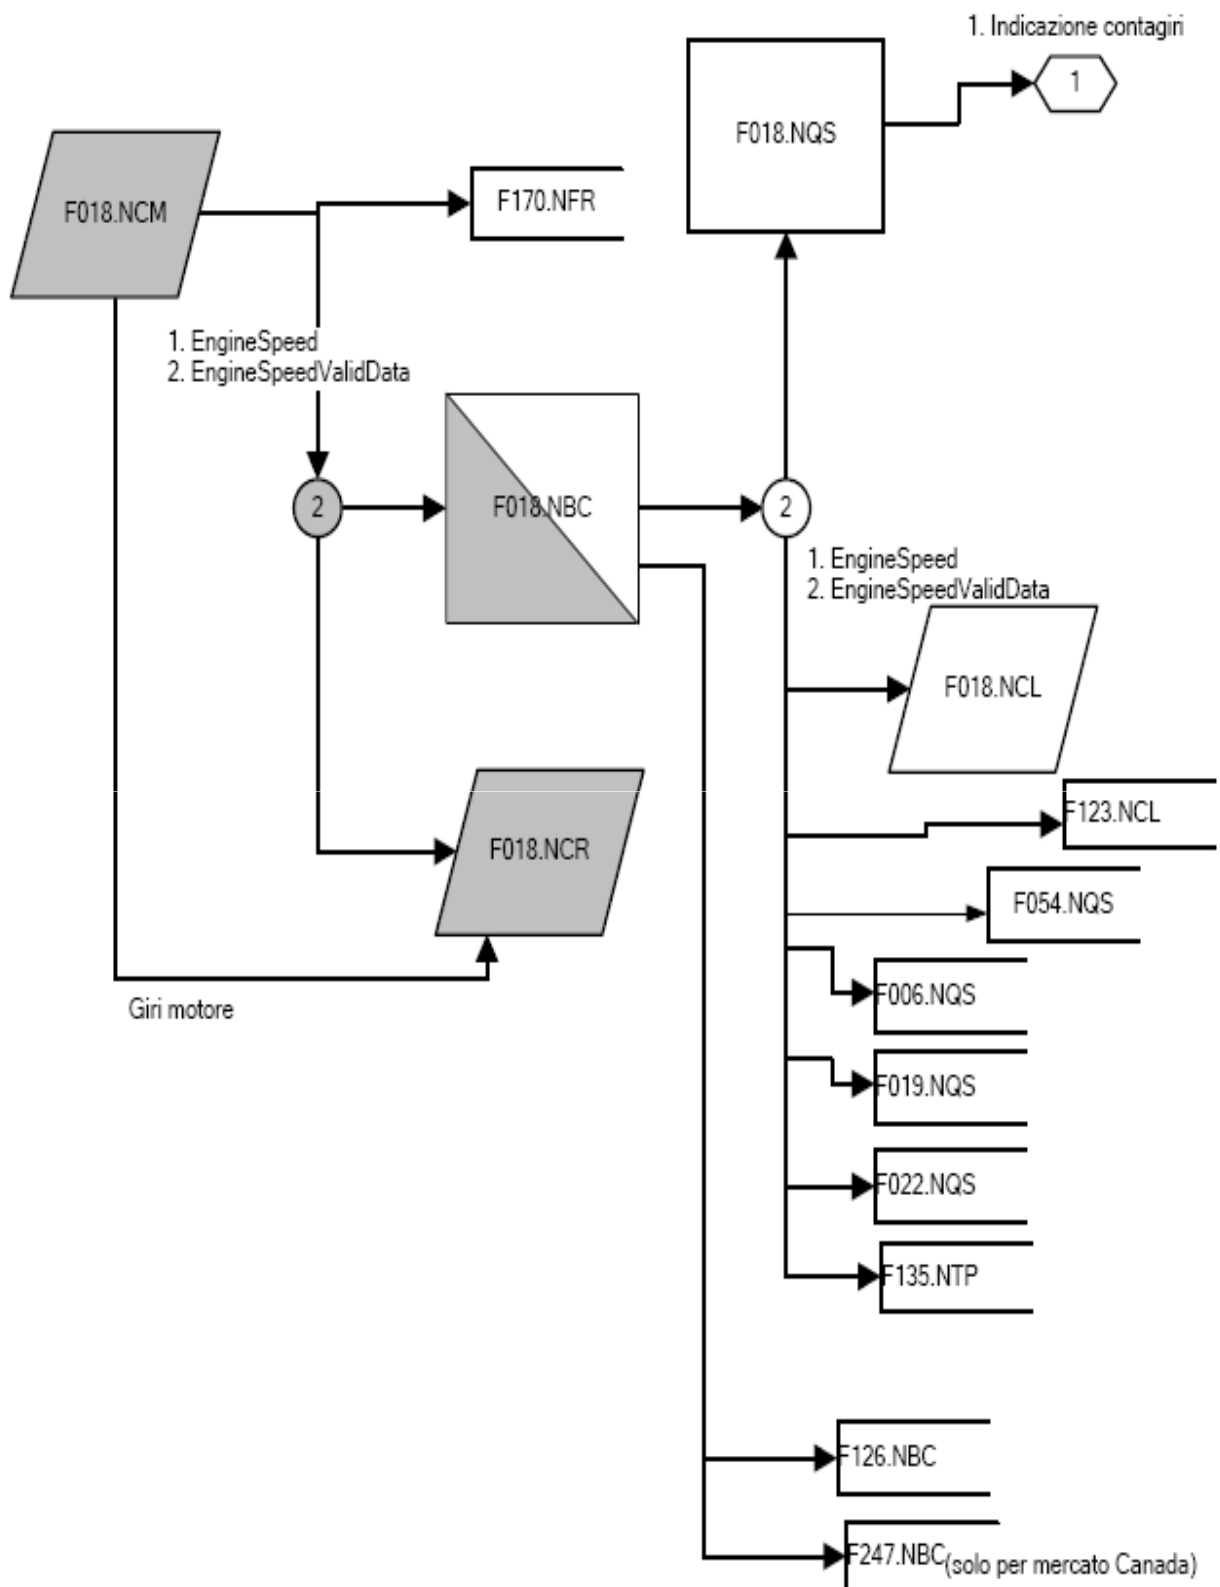 1. Indicazione contagiri
1
F018.NQS
F018.NCM
F170.NFR
1. EngineSpeed
2. EngineSpeedValidData
2
F018.NBC
2
1. EngineSpeed
2. EngineSpeedValidData
F018.NCL
F123.NCL
F018.NCR
F054.NQS
F006.NQS
Giri motore
F019.NQS
F022.NQS
F135.NTP
F126.NBC
F247.NBC (solo per mercato Canada)